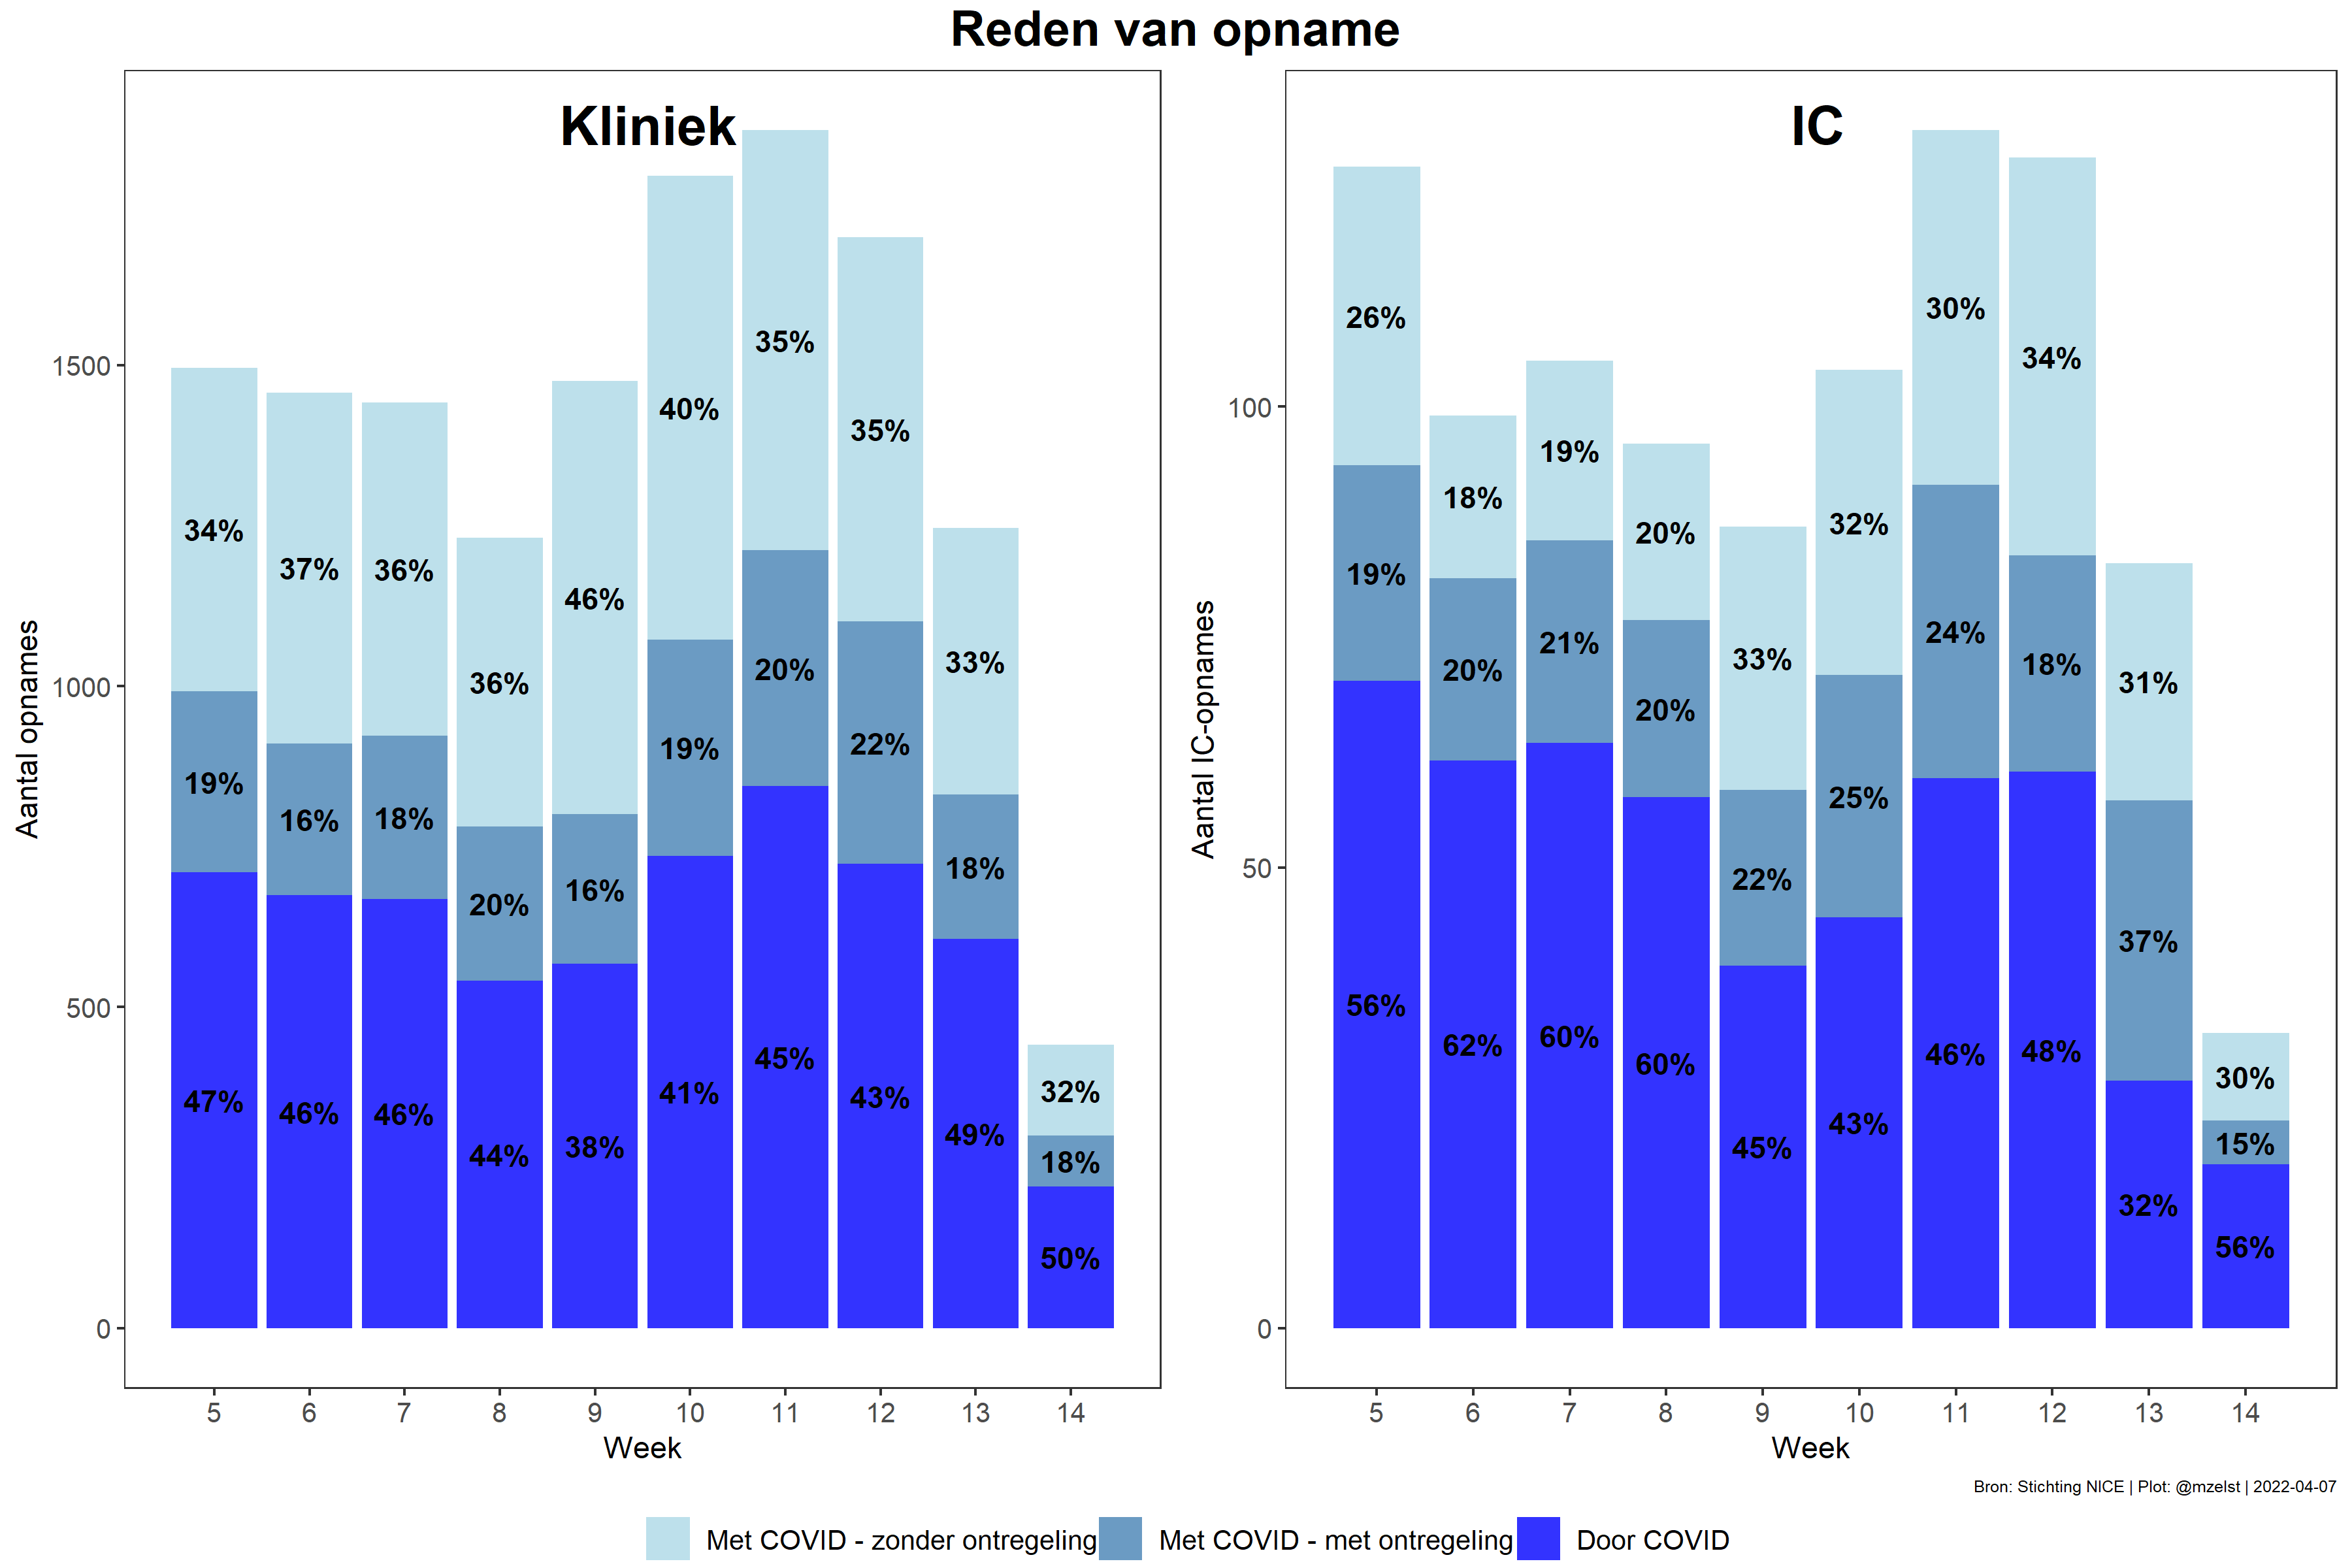 Reden van opname
Kliniek
Aantal opnames
1500
1000
500
0
34% 37% 36% 36% 46% 40% 35% 35% 33% 32%
19% 16% 18% 20% 16% 19% 20% 22% 18% 18%
47% 46% 46% 44% 38% 41% 45% 43% 49% 50%
5 6 7 8 9 10 11 12 13 14
Week
IC
Aantal IC-opnames
100
50
0
26% 18% 19% 20% 33% 32% 30% 34% 31% 30%
19% 20% 21% 20% 22% 25% 24% 18% 37% 15%
56% 62% 60% 60% 45% 43% 46% 48% 32% 56%
5 6 7 8 9 10 11 12 13 14
Week
Bron: Stichting NICE | Plot: @mzelst | 2022-04-07
Met COVID - zonder ontregeling Met COVID - met ontregeling Door COVID